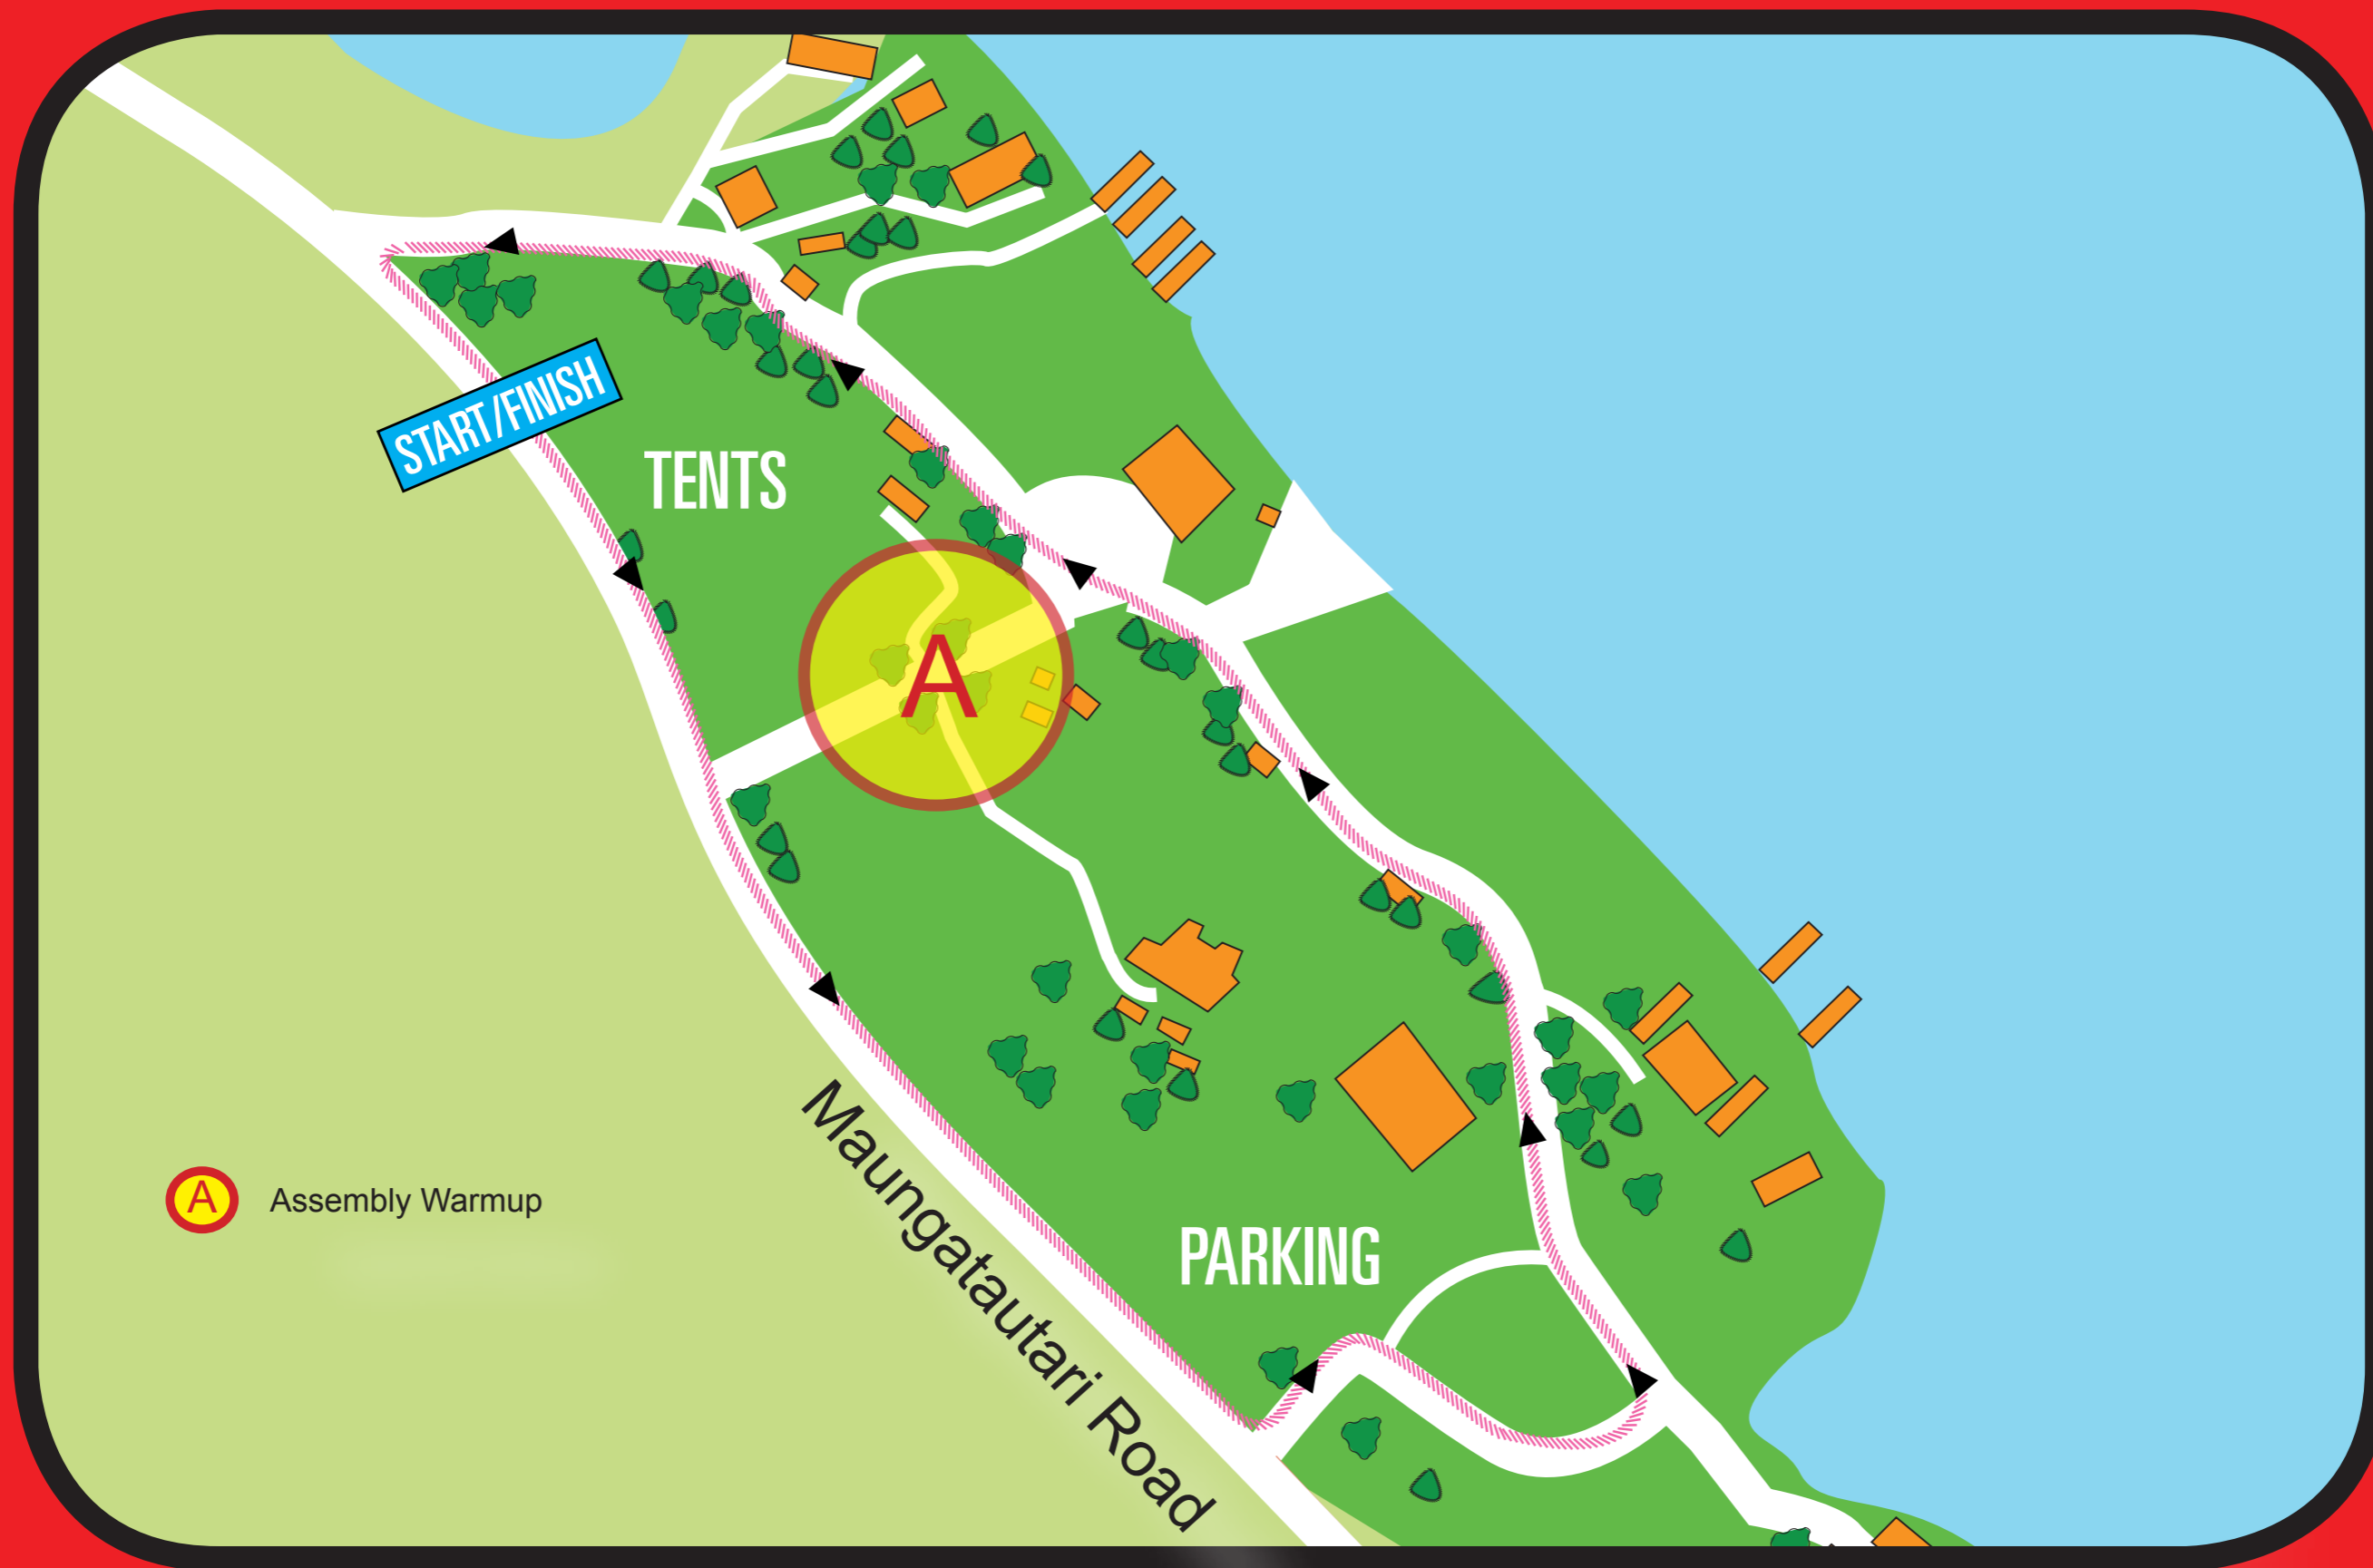 START/FINISH
TENTS
A
A Assembly Warmup
Maungatautari Road
PARKING